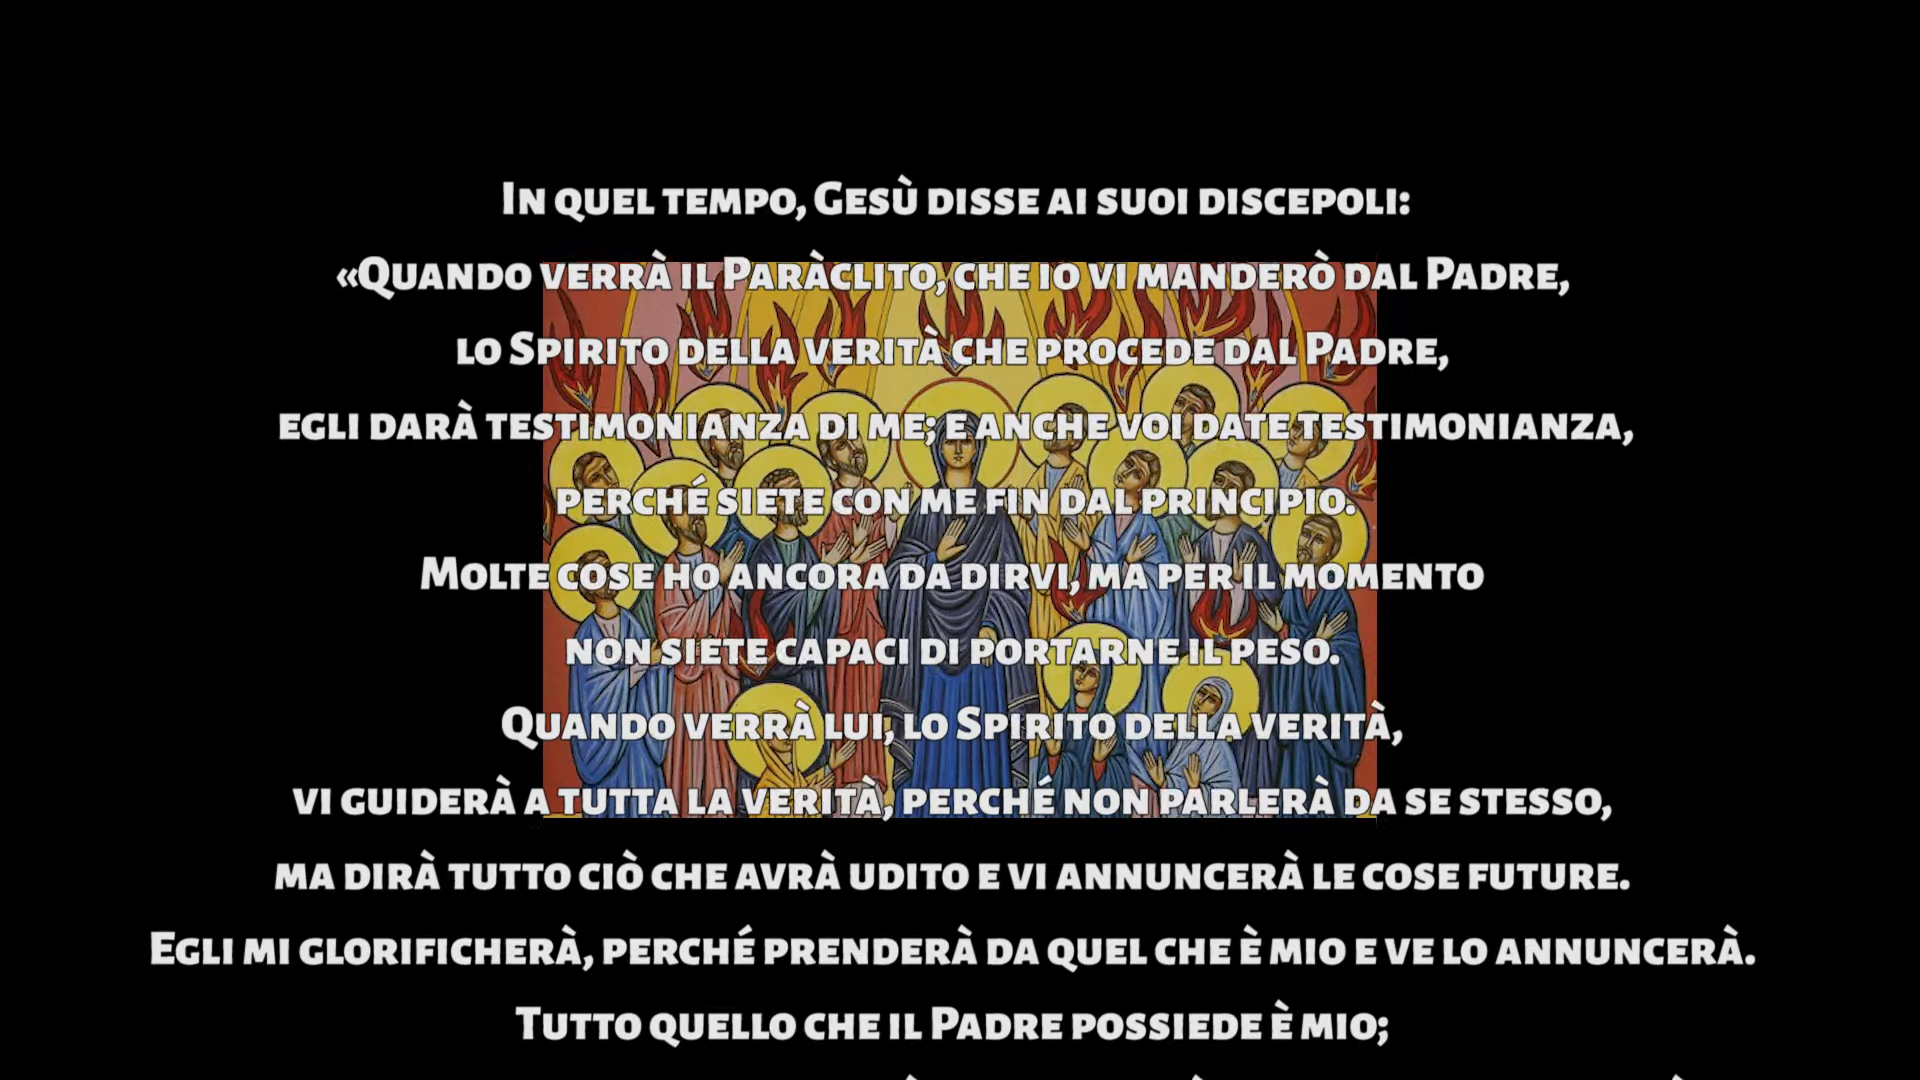 In quel tempo, Gesù disse ai suoi discepoli:
«Quando verrà il Paràclito, che io vi manderò dal Padre,
lo Spirito della verità che procede dal Padre,
egli darà testimonianza di me; e anche voi date testimonianza,
perché siete con me fin dal principio.
Molte cose ho ancora da dirvi, ma per il momento
non siete capaci di portarne il peso.
Quando verrà lui, lo Spirito della verità,
vi guiderà a tutta la verità, perché non parlerà da se stesso,
ma dirà tutto ciò che avrà udito e vi annuncerà le cose future.
Egli mi glorificherà, perché prenderà da quel che è mio e ve lo annuncerà.
Tutto quello che il Padre possiede è mio;